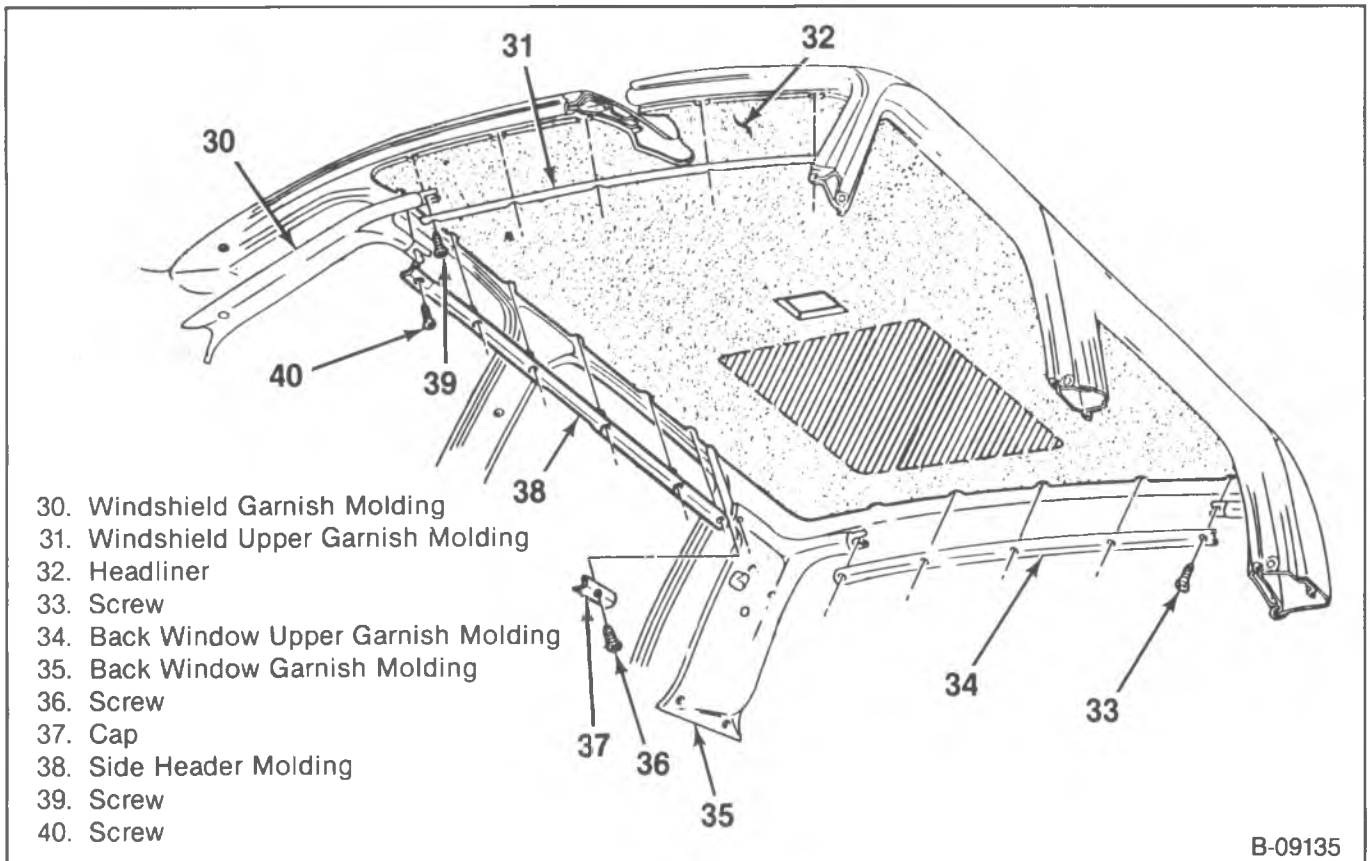 31
32
30
40
39
38
37
36
35
34
33
30. Windshield Garnish Molding
31. Windshield Upper Garnish Molding
32. Headliner
33. Screw
34. Back Window Upper Garnish Molding
35. Back Window Garnish Molding
36. Screw
37. Cap
38. Side Header Molding
39. Screw
40. Screw
B-09135